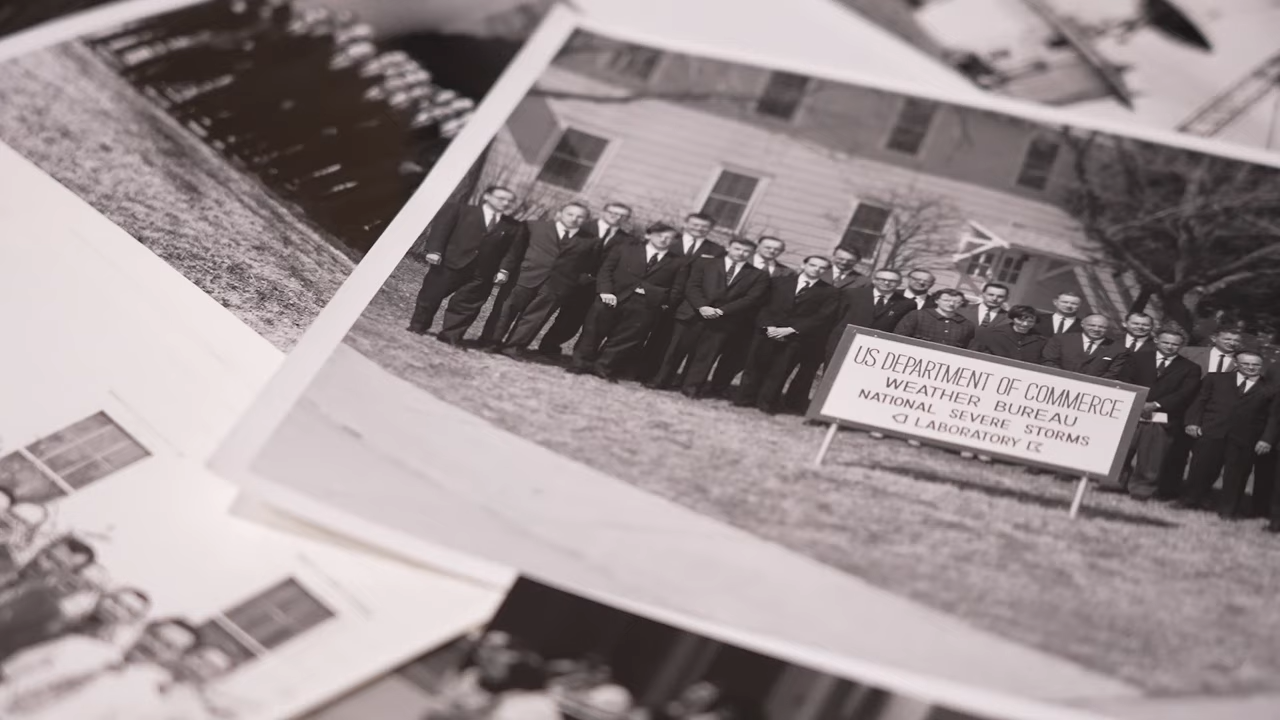 US DEPARTMENT OF COMMERCE
WEATHER BUREAU
NATIONAL SEVERE STORMS
LABORATORY